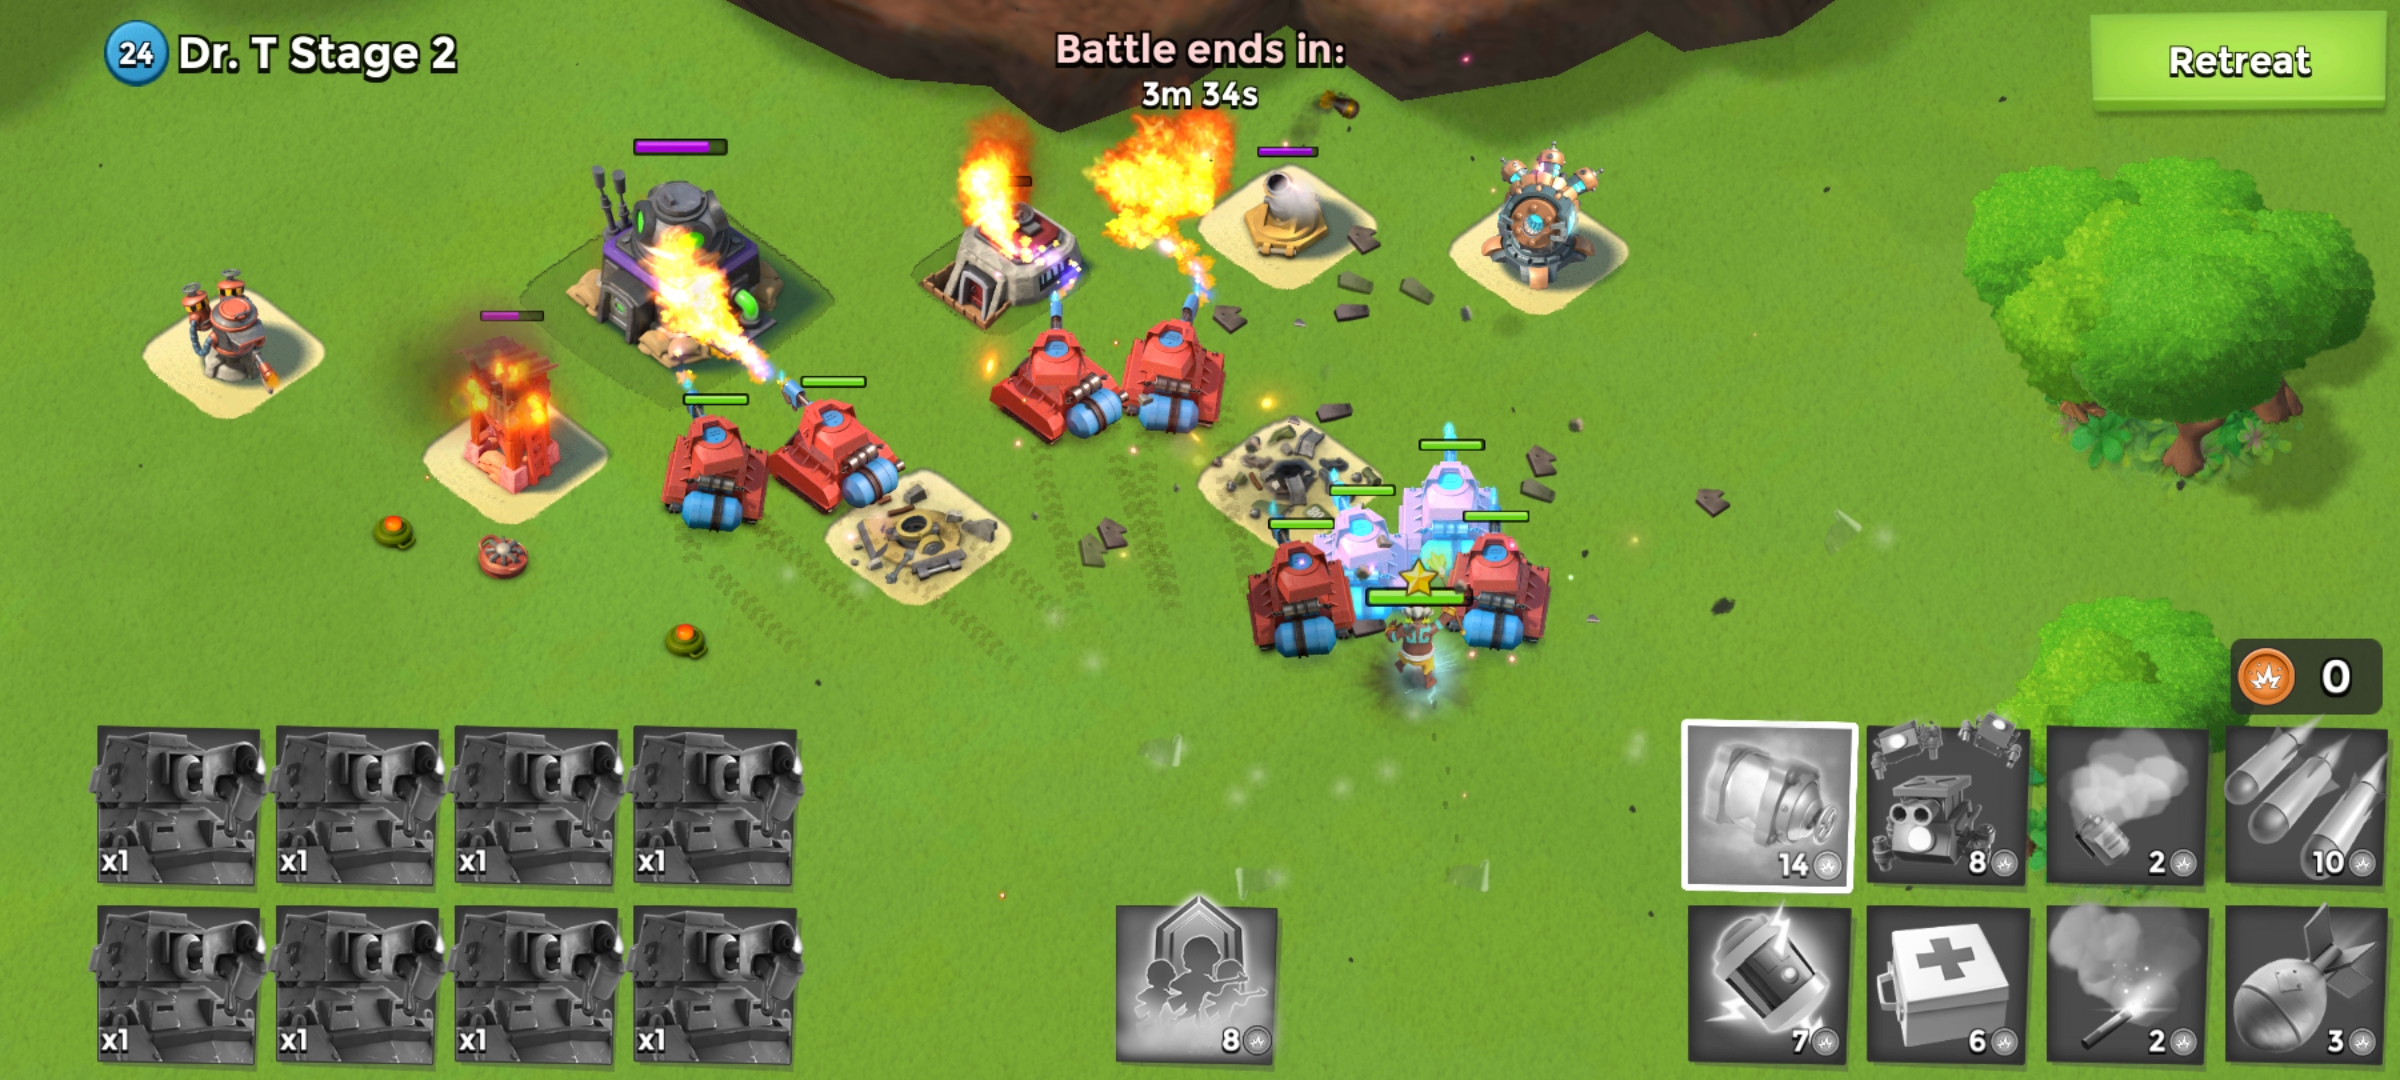 24 Dr. T Stage 2
Battle ends in:
3m 34s
Retreat
0
x1 x1 x1 x1
14 8 2 10
x1 x1 x1 x1
8
7 6 2 3